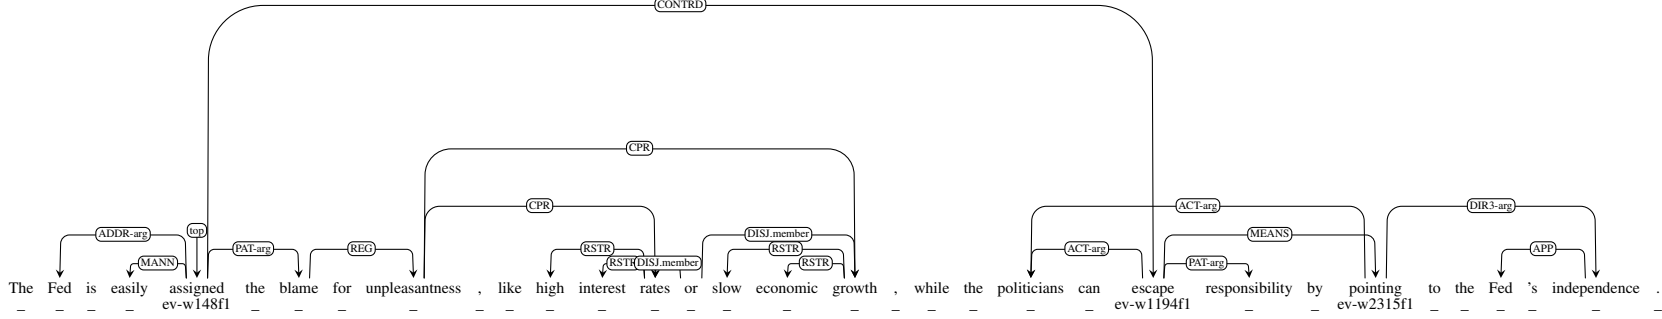 CONTRD
CPR
CPR ACT-arg DIR3-arg
ADDR-arg top DISJ.member MEANS
PAT-arg REG RSTR RSTR ACT-arg APP
MANN RSTR DISJ.member RSTR PAT-arg
The Fed is easily assigned the blame for unpleasantness , like high interest rates or slow economic growth , while the politicians can escape responsibility by pointing to the Fed 's independence .
_ _ _ _ ev-w148f1 _ _ _ _ _ _ _ _ _ _ _ _ _ _ _ _ _ _ ev-w1194f1 _ _ ev-w2315f1 _ _ _ _ _ _